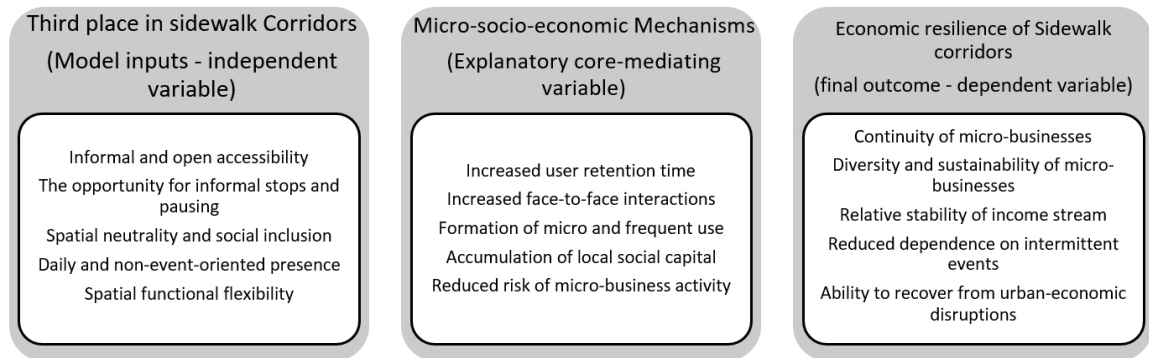 Third place in sidewalk Corridors
(Model inputs - independent
variable)
Informal and open accessibility
The opportunity for informal stops and
pausing
Spatial neutrality and social inclusion
Daily and non-event-oriented presence
Spatial functional flexibility
Micro-socio-economic Mechanisms
(Explanatory core-mediating
variable)
Increased user retention time
Increased face-to-face interactions
Formation of micro and frequent use
Accumulation of local social capital
Reduced risk of micro-business activity
Economic resilience of Sidewalk
corridors
(final outcome - dependent variable)
Continuity of micro-businesses
Diversity and sustainability of micro-
businesses
Relative stability of income stream
Reduced dependence on intermittent
events
Ability to recover from urban-economic
disruptions